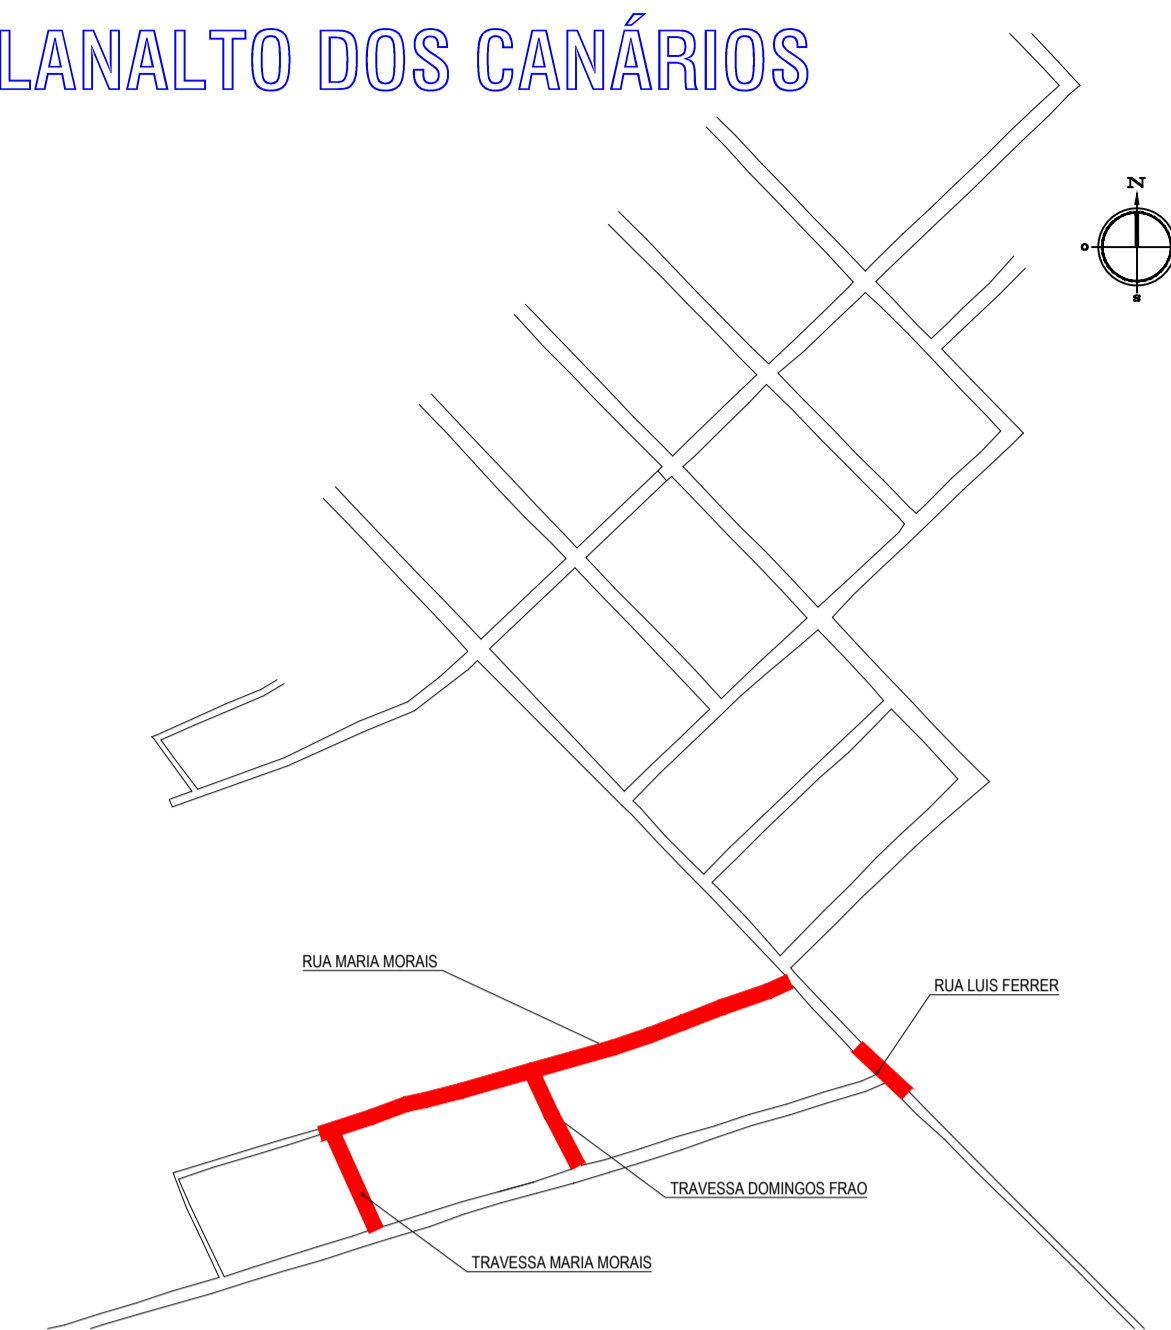 LANALTO DOS CANÁRIOS
N
O
S
RUA MARIA MORAIS
RUA LUIS FERRER
TRAVESSA DOMINGOS FRAO
TRAVESSA MARIA MORAIS